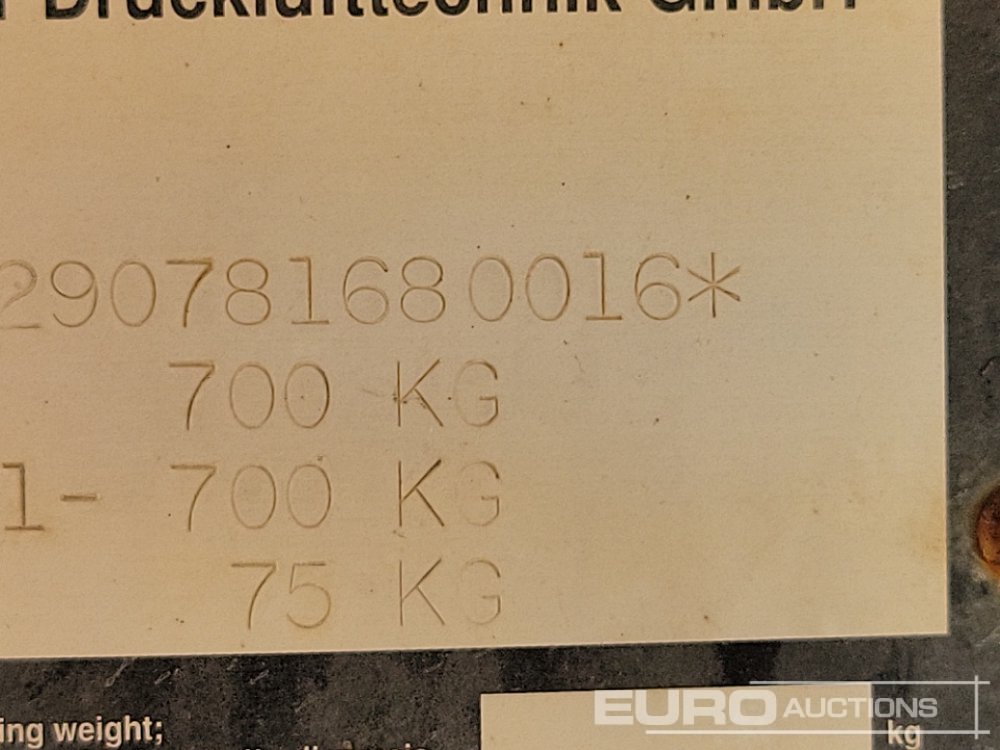 Drucklufttechnik GmbH
290781680016*
700 KG
1- 700 KG
75 KG
ing weight;
kg
EURO AUCTIONS